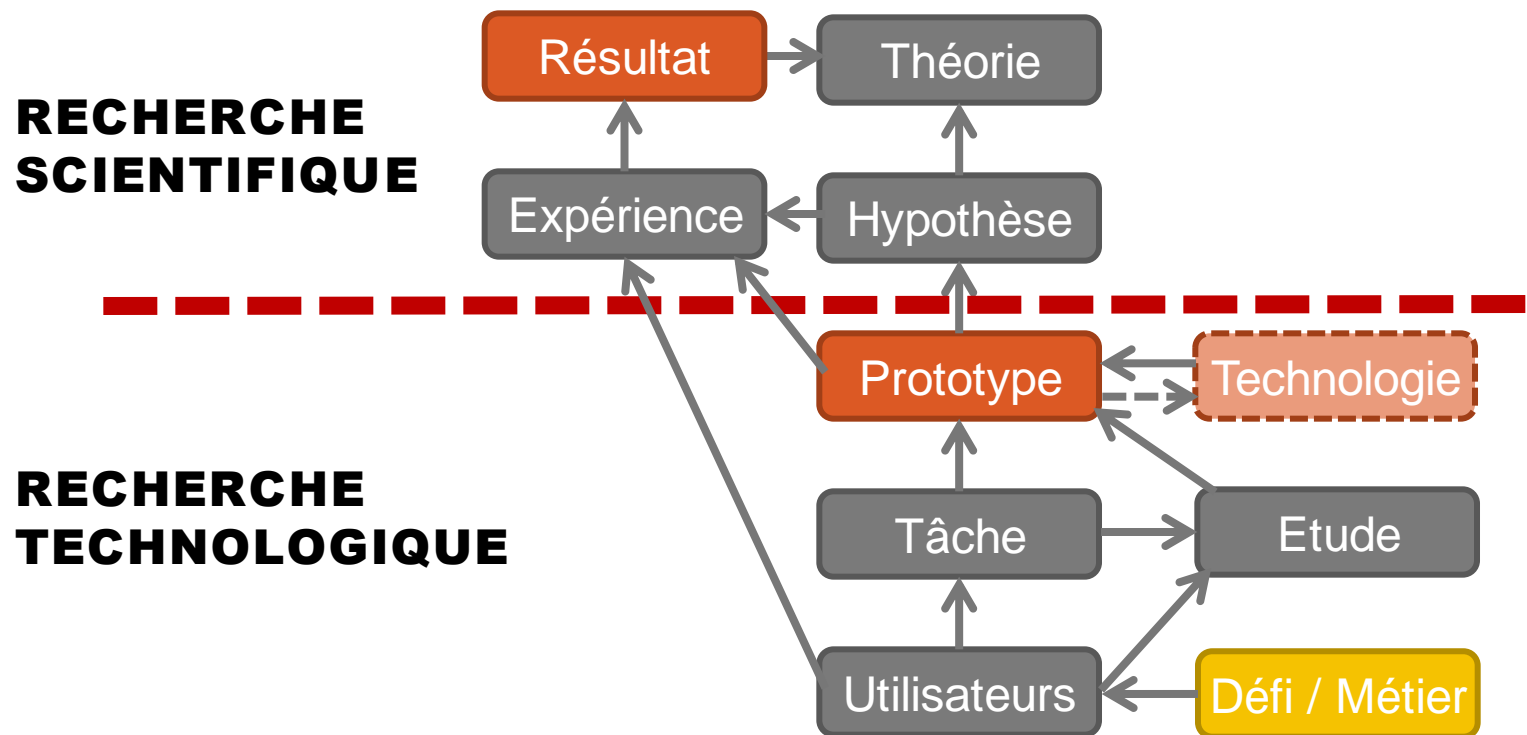 Résultat
Théorie
RECHERCHE
SCIENTIFIQUE
Expérience
Hypothèse
Prototype
Technologie
RECHERCHE
TECHNOLOGIQUE
Tâche
Etude
Utilisateurs
Défi / Métier